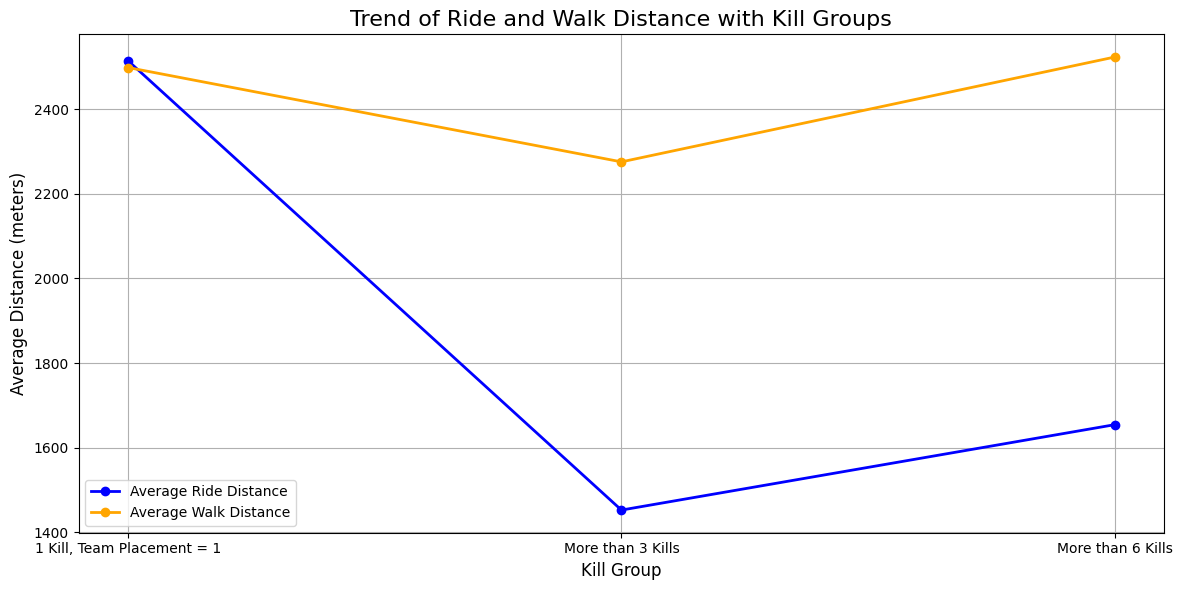 Trend of Ride and Walk Distance with Kill Groups
Average Distance (meters)
2400
2200
2000
1800
1600
1400
Average Ride Distance
Average Walk Distance
1 Kill, Team Placement = 1
More than 3 Kills
More than 6 Kills
Kill Group